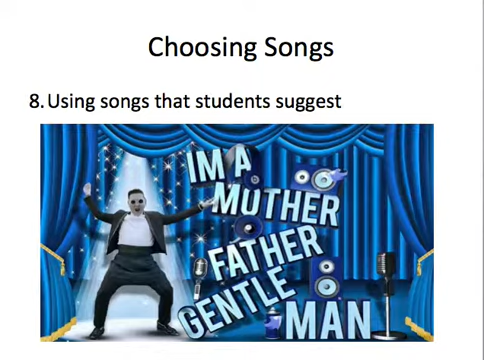 Choosing Songs
8. Using songs that students suggest
IM A
MUTHER
FATHER
GENTLE
MAN